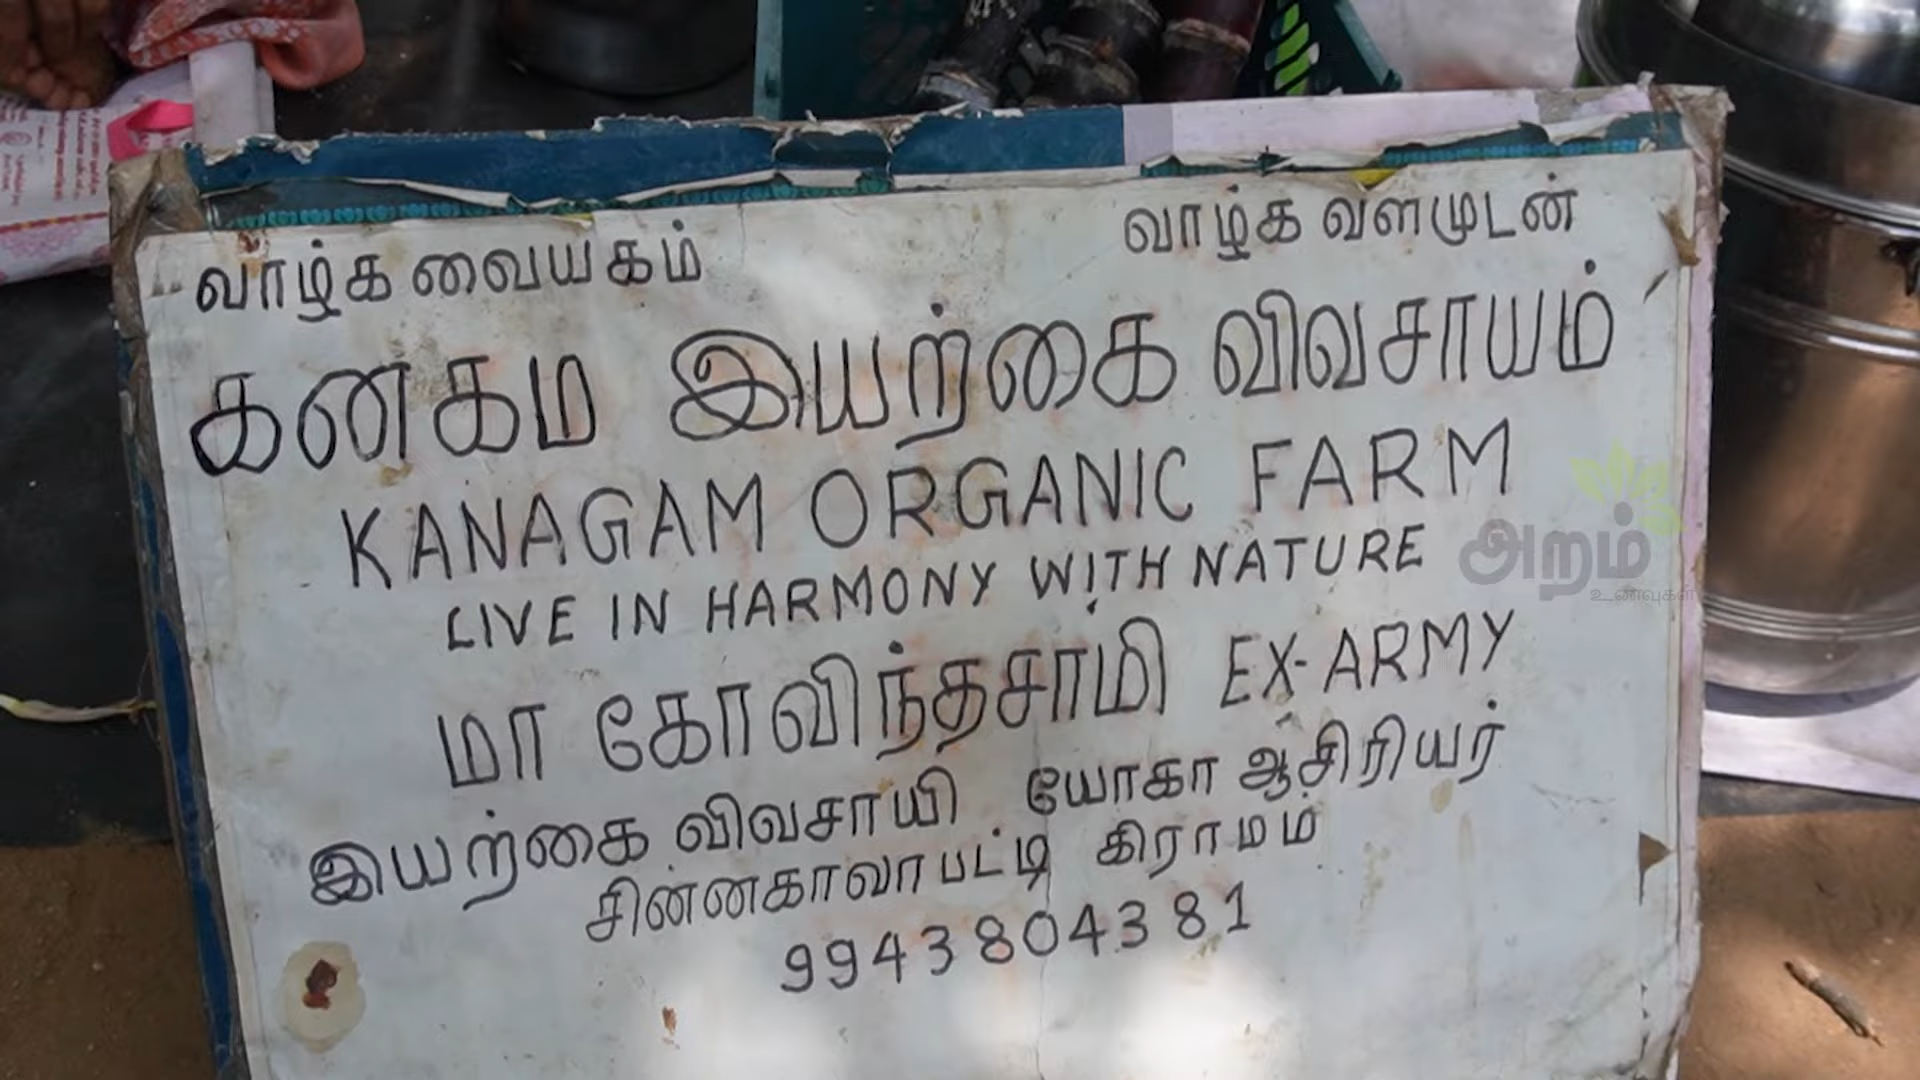 வாழ்க வையகம் வாழ்க வளமுடன்
கனகம இயற்கை விவசாயம்
KANAGAM ORGANIC FARM
LIVE IN HARMONY WITH NATURE
மா கோவிந்தசாமி EX-ARMY
இயற்கை விவசாயி யோகா ஆசிரியர்
சின்னகாவாபட்டி கிராமம்
9943804381
அறம்
உணவுகள்